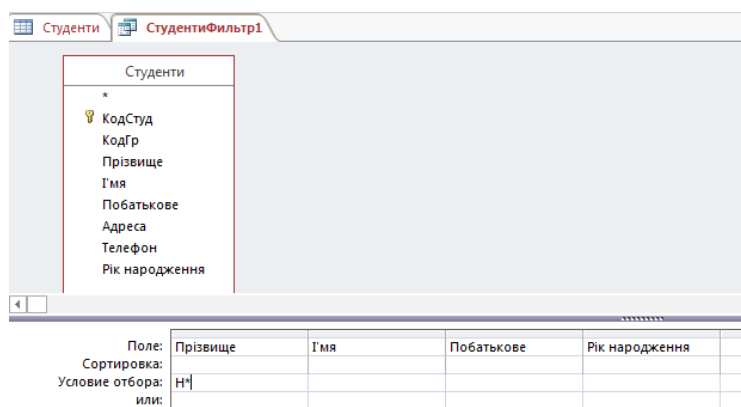 Студенти СтудентиФильтр1
Студенти
*
КодСтуд
КодГр
Прізвище
І'мя
Побатькове
Адреса
Телефон
Рік народження
Поле: Прізвище І'мя Побатькове Рік народження
Сортировка:
Условие отбора: Н*
или: